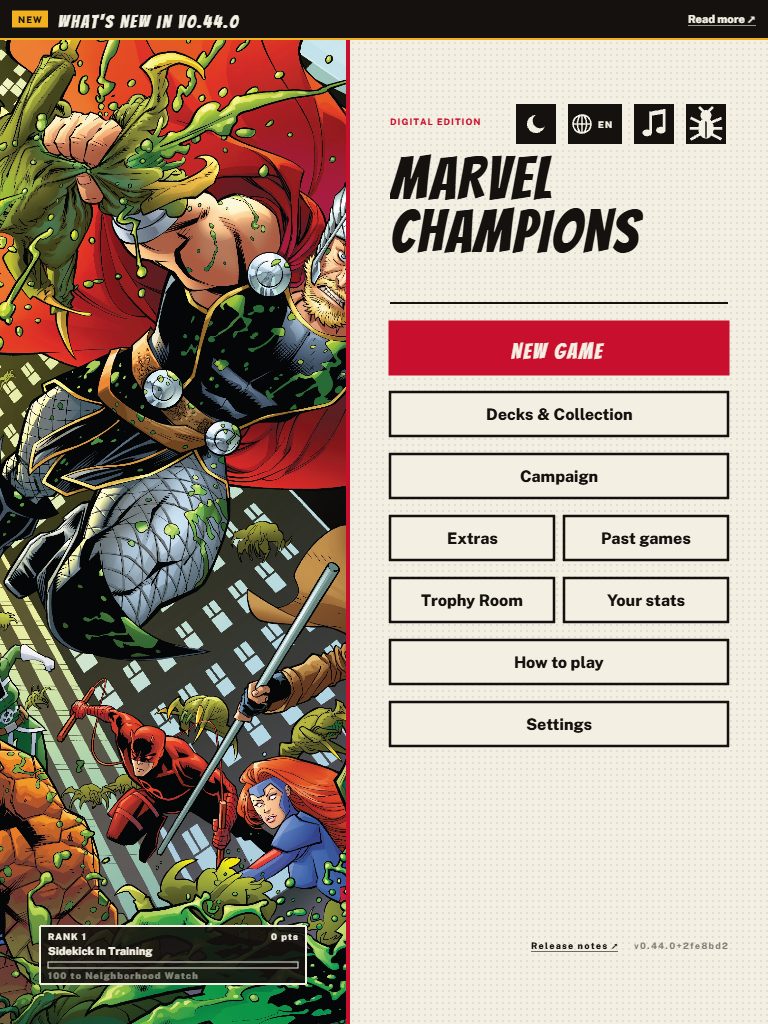 NEW WHAT'S NEW IN V0.44.0 Read more ↗
DIGITAL EDITION
EN
MARVEL
CHAMPIONS
NEW GAME
Decks & Collection
Campaign
Extras
Past games
Trophy Room
Your stats
How to play
Settings
RANK 1 0 pts
Sidekick in Training
100 to Neighborhood Watch
Release notes ↗ v0.44.0+2fe8bd2